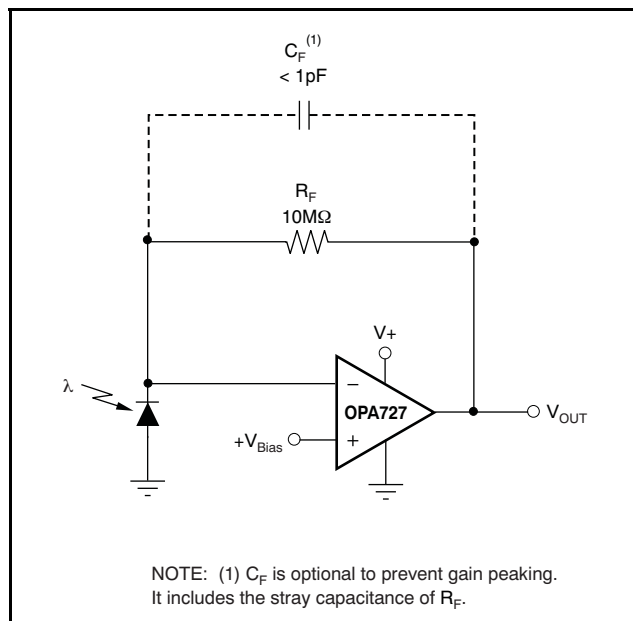 C_F^(1)
< 1pF
R_F
10MΩ
λ
V+
−
OPA727
+V_Bias
+
V_OUT
NOTE: (1) C_F is optional to prevent gain peaking.
It includes the stray capacitance of R_F.